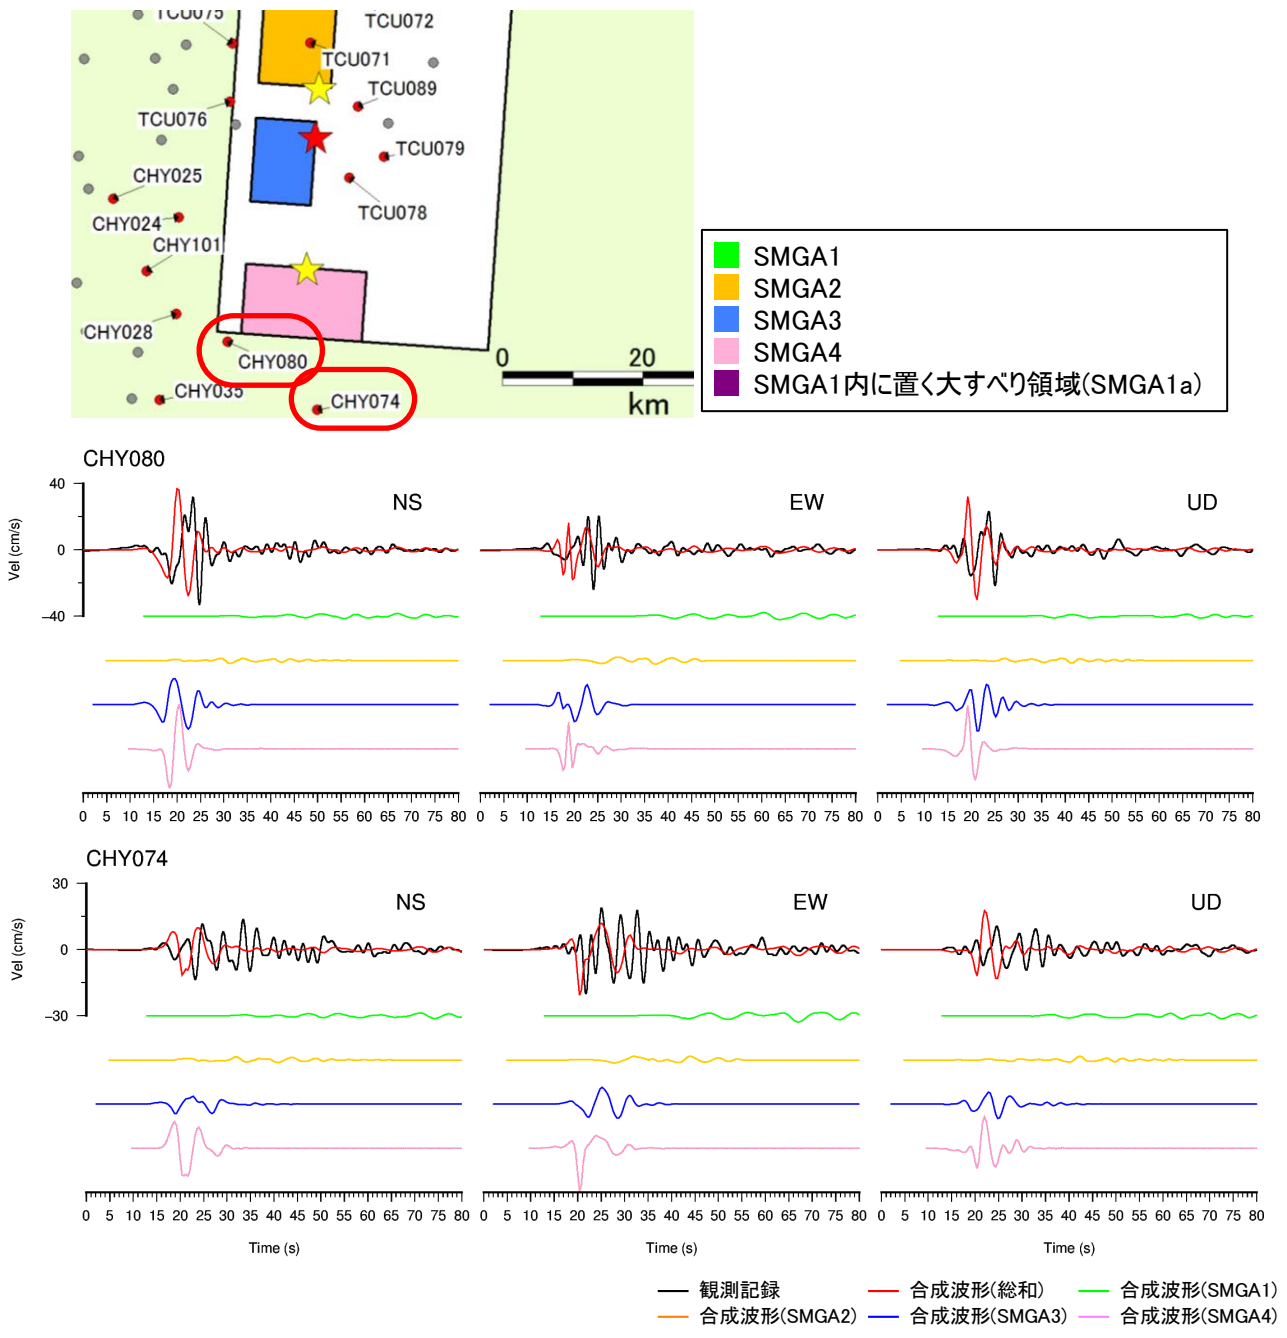 TCU075
TCU072
TCU071
TCU089
TCU076
TCU079
CHY025
TCU078
CHY024
CHY101
CHY028
CHY080
CHY035
CHY074
0 20
km
SMGA1
SMGA2
SMGA3
SMGA4
SMGA1内に置く大すべり領域(SMGA1a)
CHY080
NS EW UD
40
0
-40
Vel (cm/s)
0 5 10 15 20 25 30 35 40 45 50 55 60 65 70 75 80 0 5 10 15 20 25 30 35 40 45 50 55 60 65 70 75 80 0 5 10 15 20 25 30 35 40 45 50 55 60 65 70 75 80
CHY074
NS EW UD
30
0
-30
Vel (cm/s)
0 5 10 15 20 25 30 35 40 45 50 55 60 65 70 75 80 0 5 10 15 20 25 30 35 40 45 50 55 60 65 70 75 80 0 5 10 15 20 25 30 35 40 45 50 55 60 65 70 75 80
Time (s) Time (s) Time (s)
観測記録 合成波形(総和) 合成波形(SMGA1)
合成波形(SMGA2) 合成波形(SMGA3) 合成波形(SMGA4)